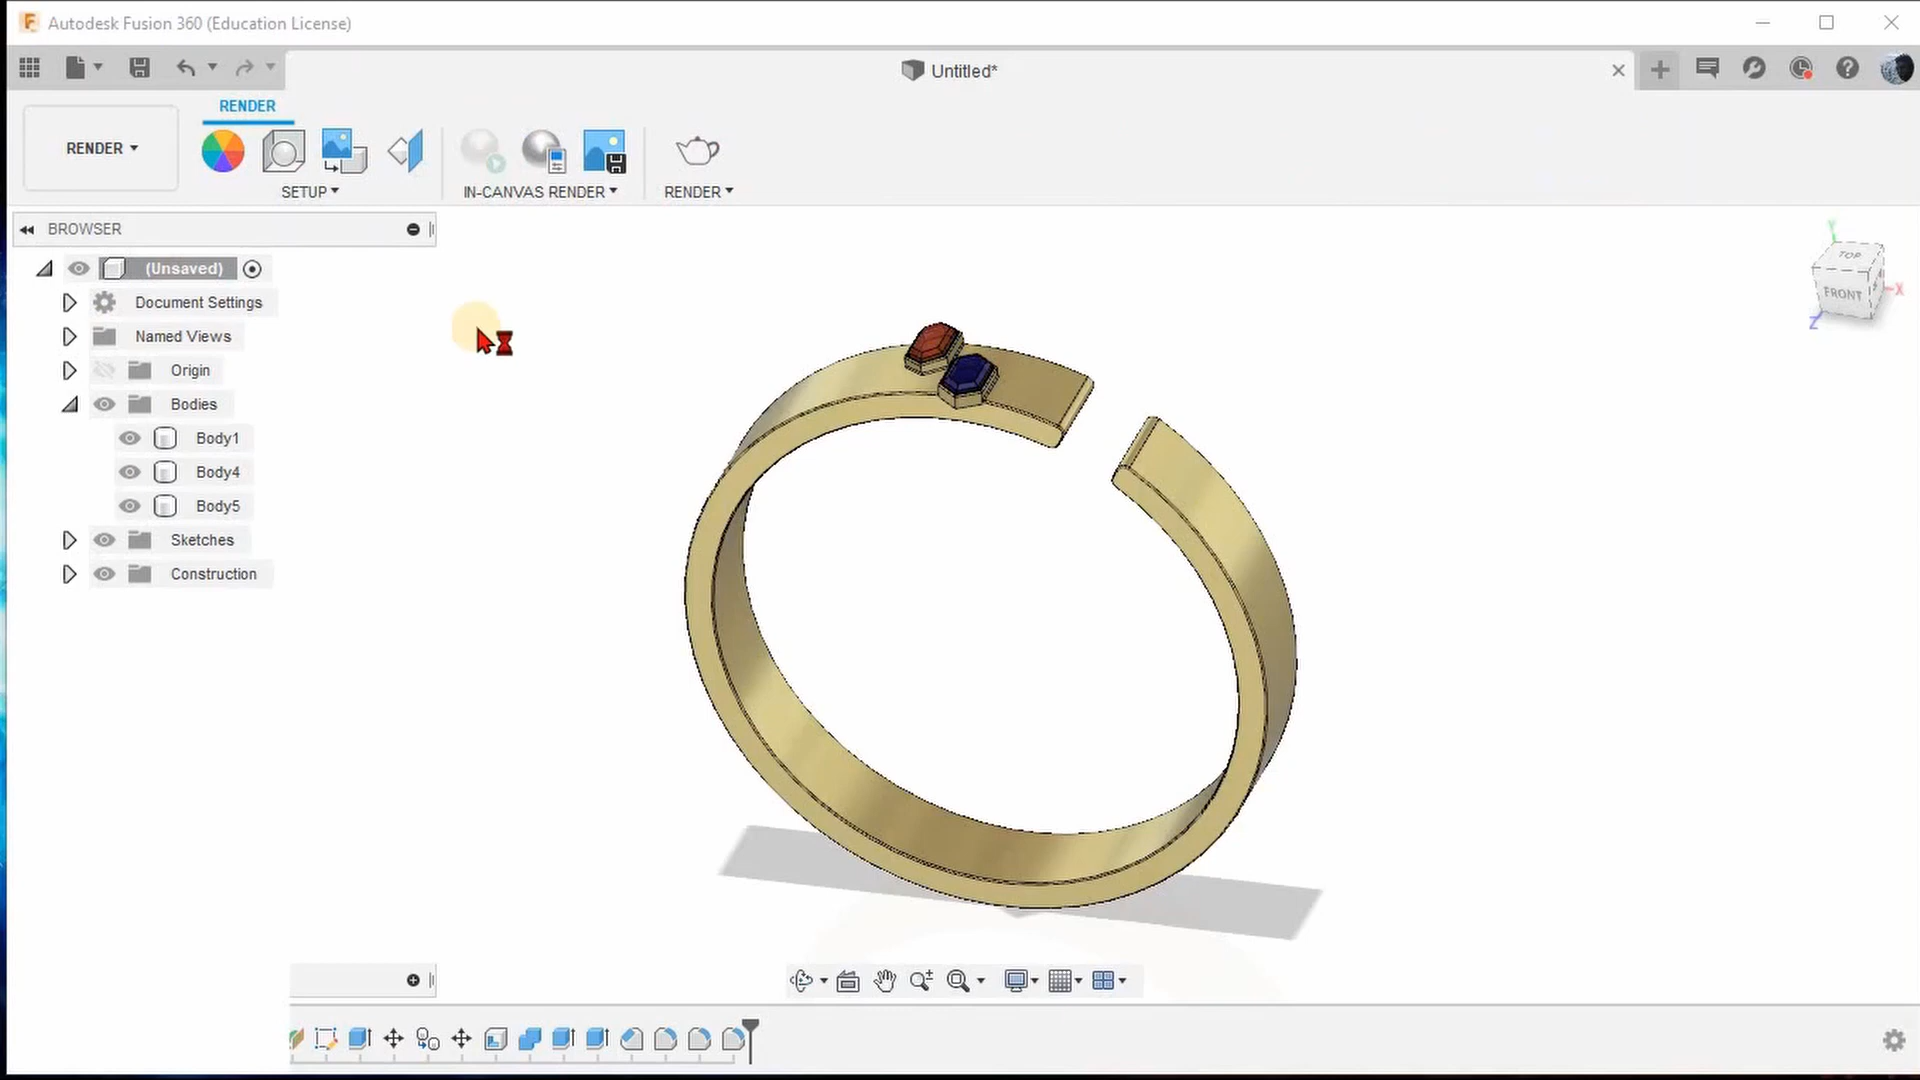 Autodesk Fusion 360 (Education License)
Untitled*
RENDER
RENDER
SETUP
IN-CANVAS RENDER
RENDER
BROWSER
(Unsaved)
Document Settings
Named Views
Origin
Bodies
Body1
Body4
Body5
Sketches
Construction
Y
TOP
FRONT
X
Z